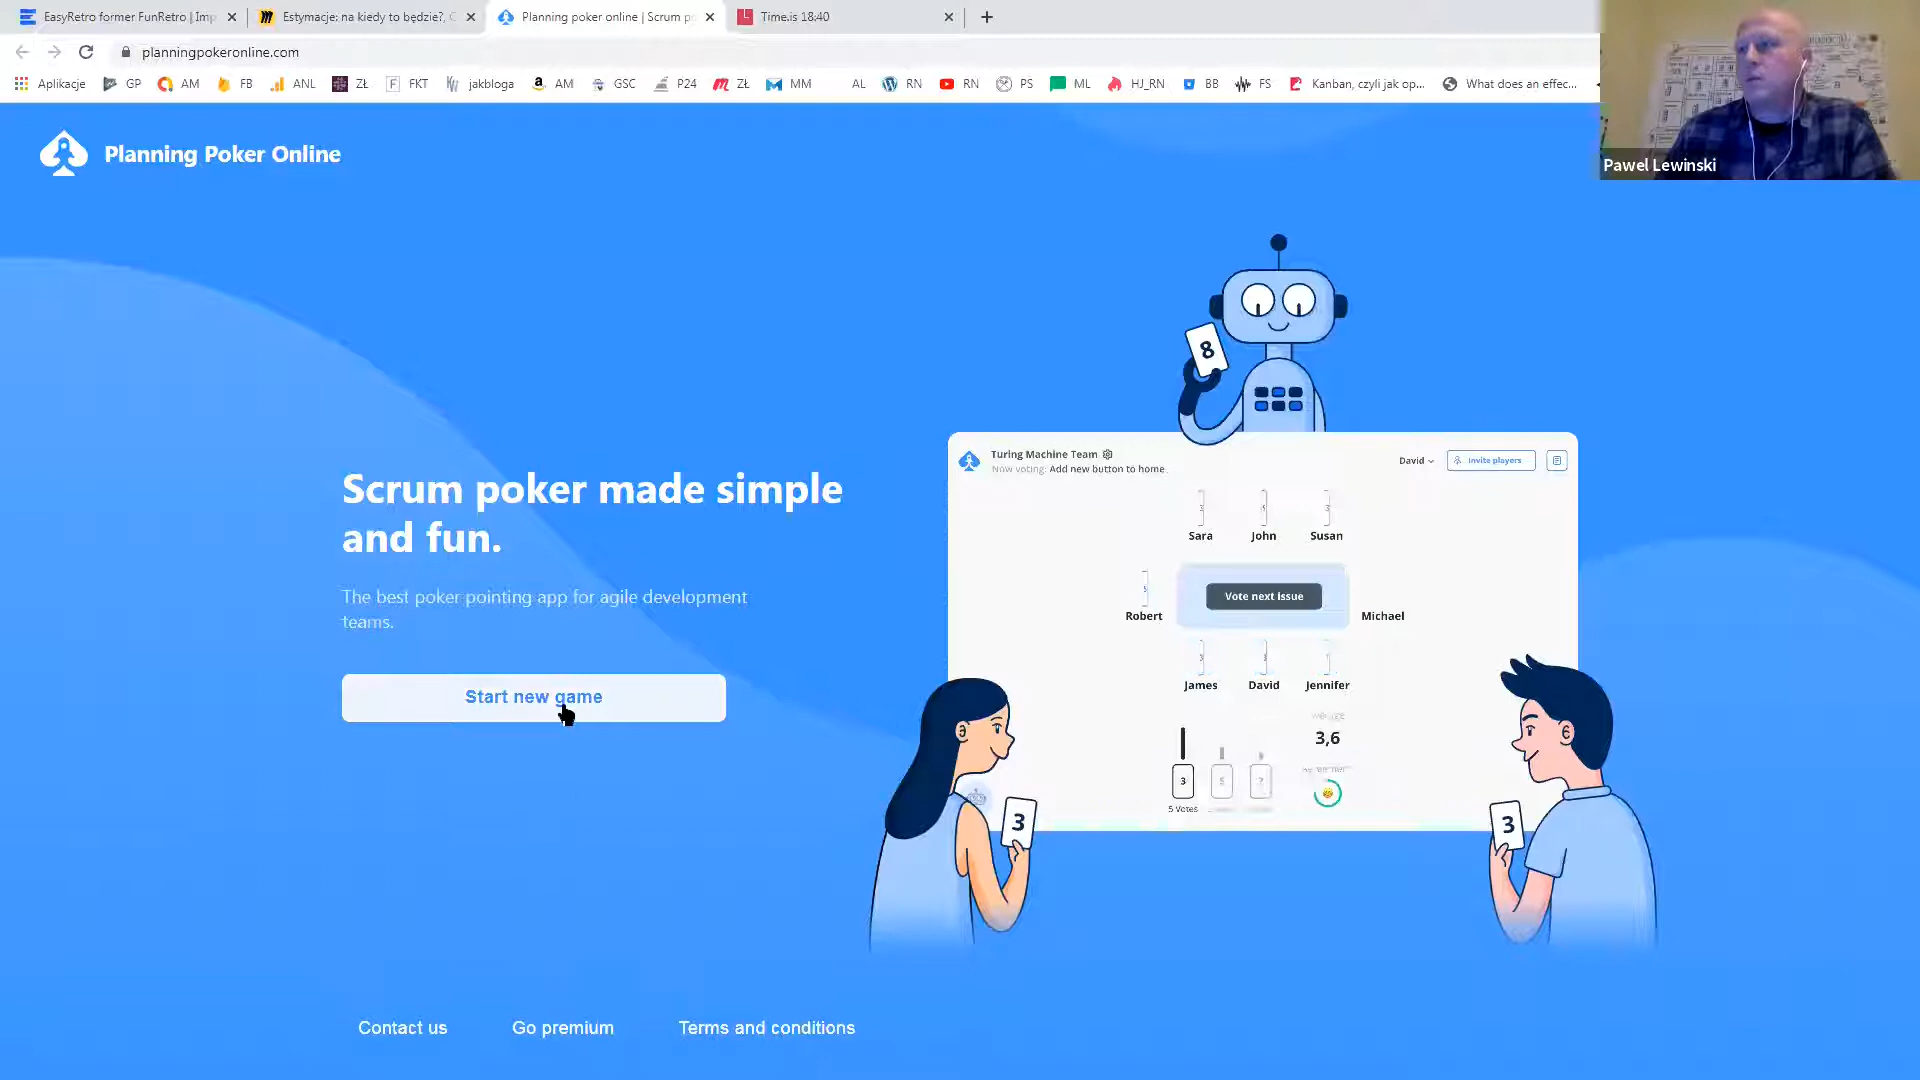 EasyRetro former FunRetro | Imp
Estymacje: na kiedy to będzie?, C
Planning poker online | Scrum po
Time.is 18:40
planningpokeronline.com
Aplikacje GP AM FB ANL ZŁ FKT jakbloga AM GSC P24 ZŁ MM AL RN RN PS ML HJ_RN BB FS Kanban, czyli jak op... What does an effec...
Pawel Lewinski
Planning Poker Online
8
Turing Machine Team
Now voting: Add new button to home
David
Invite players
Sara John Susan
Vote next issue
Robert Michael
James David Jennifer
3,6
3
5 Votes
3
3
Scrum poker made simple
and fun.
The best poker pointing app for agile development
teams.
Start new game
Contact us Go premium Terms and conditions